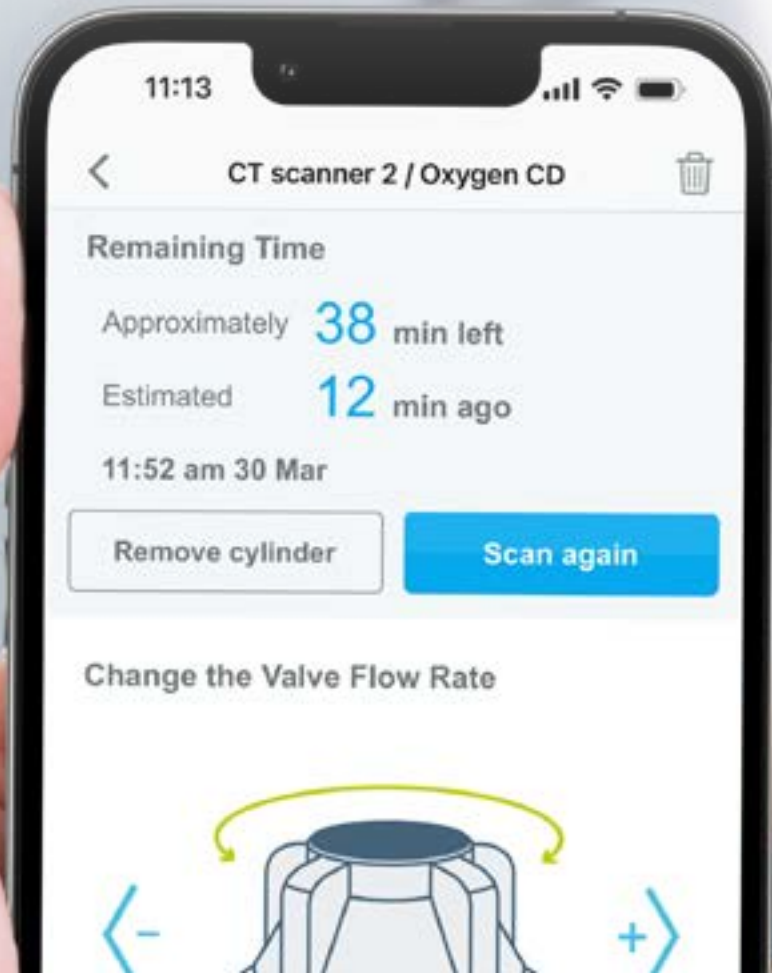 11:13
CT scanner 2 / Oxygen CD
Remaining Time
Approximately 38 min left
Estimated 12 min ago
11:52 am 30 Mar
Remove cylinder
Scan again
Change the Valve Flow Rate
-
+